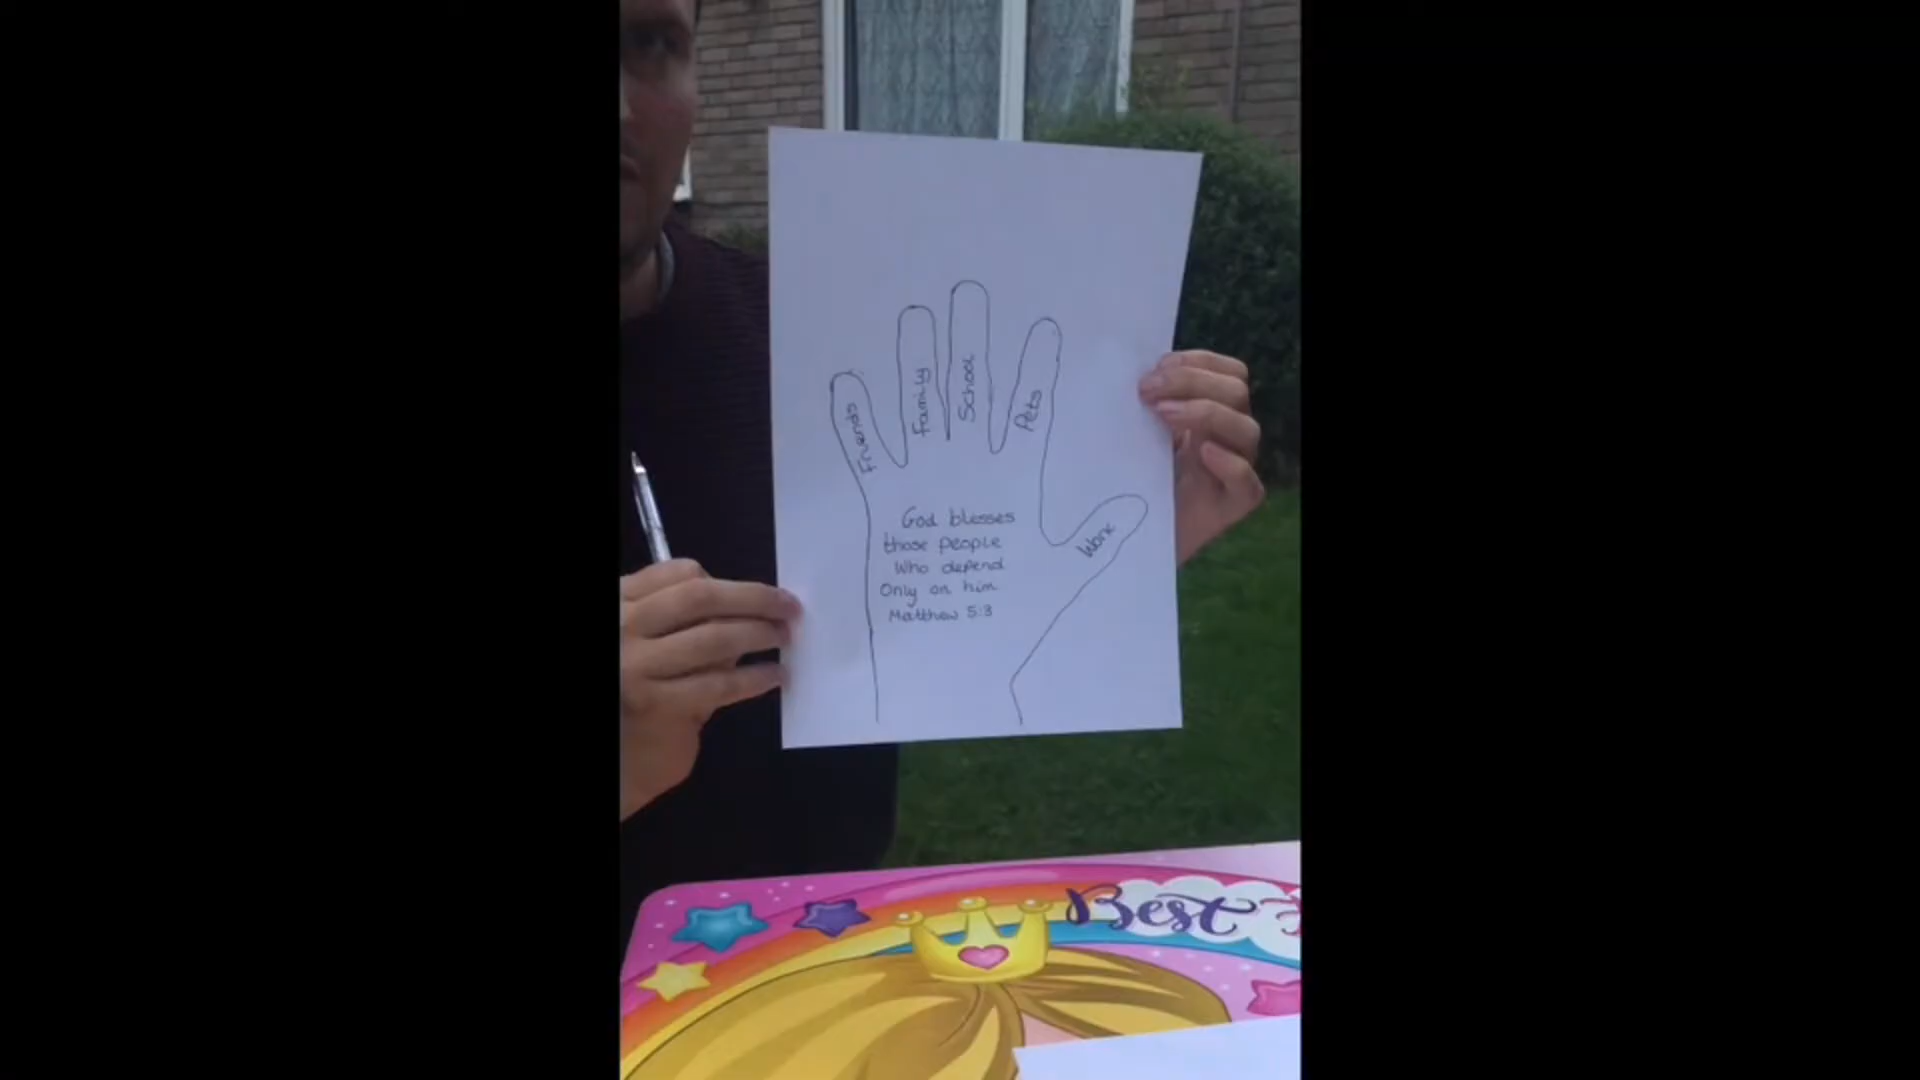 Friends
Family
School
Pets
Work
God blesses
those people
Who depend
Only on him
Matthew 5:3
Best